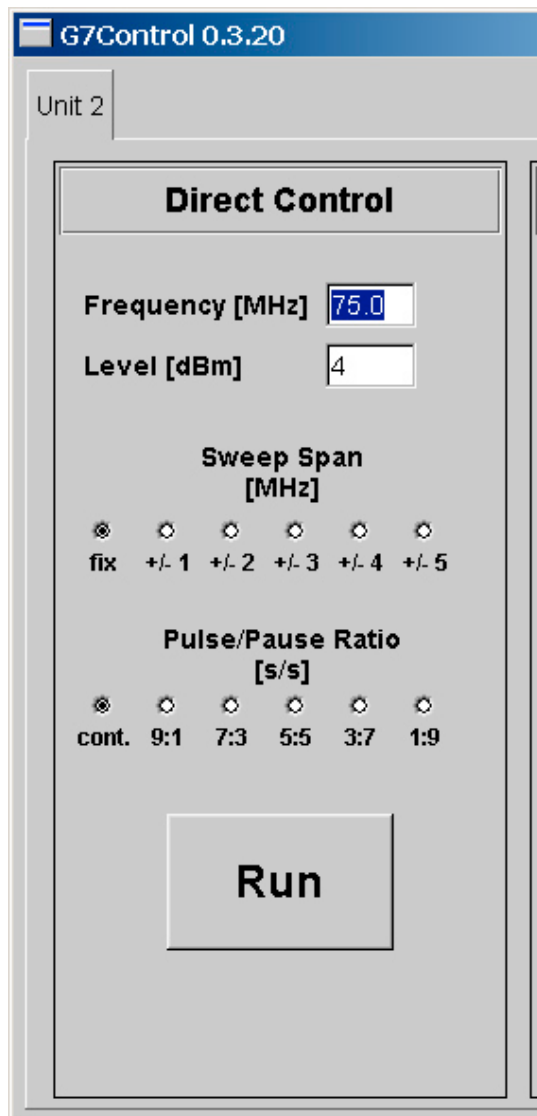 G7Control 0.3.20
Unit 2
Direct Control
Frequency [MHz] 75.0
Level [dBm] 4
Sweep Span
[MHz]
fix +/- 1 +/- 2 +/- 3 +/- 4 +/- 5
Pulse/Pause Ratio
[s/s]
cont. 9:1 7:3 5:5 3:7 1:9
Run